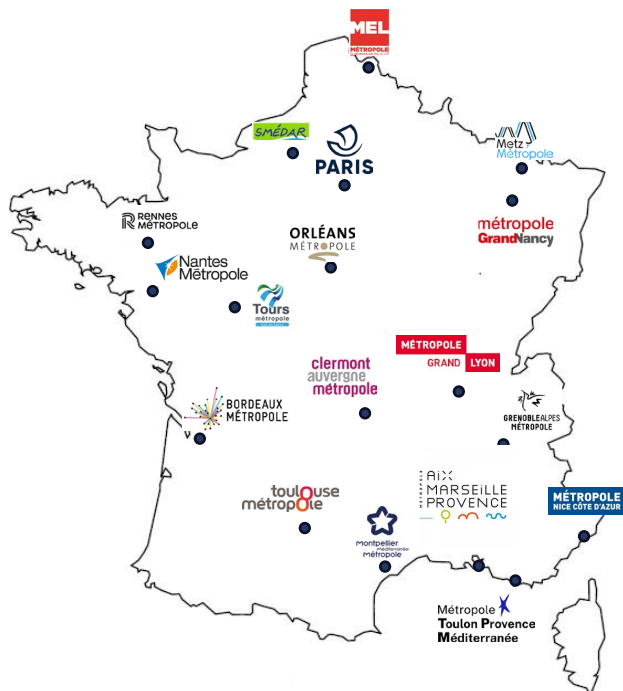 MEL
MÉTROPOLE
SMÉDAR
PARIS
Metz
Métropole
métropole
GrandNancy
RENNES
MÉTROPOLE
ORLÉANS
MÉTROPOLE
Nantes
Métropole
Tours
métropole
MÉTROPOLE
GRAND LYON
clermont
auvergne
métropole
GRENOBLEALPES
MÉTROPOLE
BORDEAUX
MÉTROPOLE
AIX
MARSEILLE
PROVENCE
toulouse
métropole
MÉTROPOLE
NICE CÔTE D'AZUR
Montpellier
méditerranée
Métropole
Métropole
Toulon Provence
Méditerranée